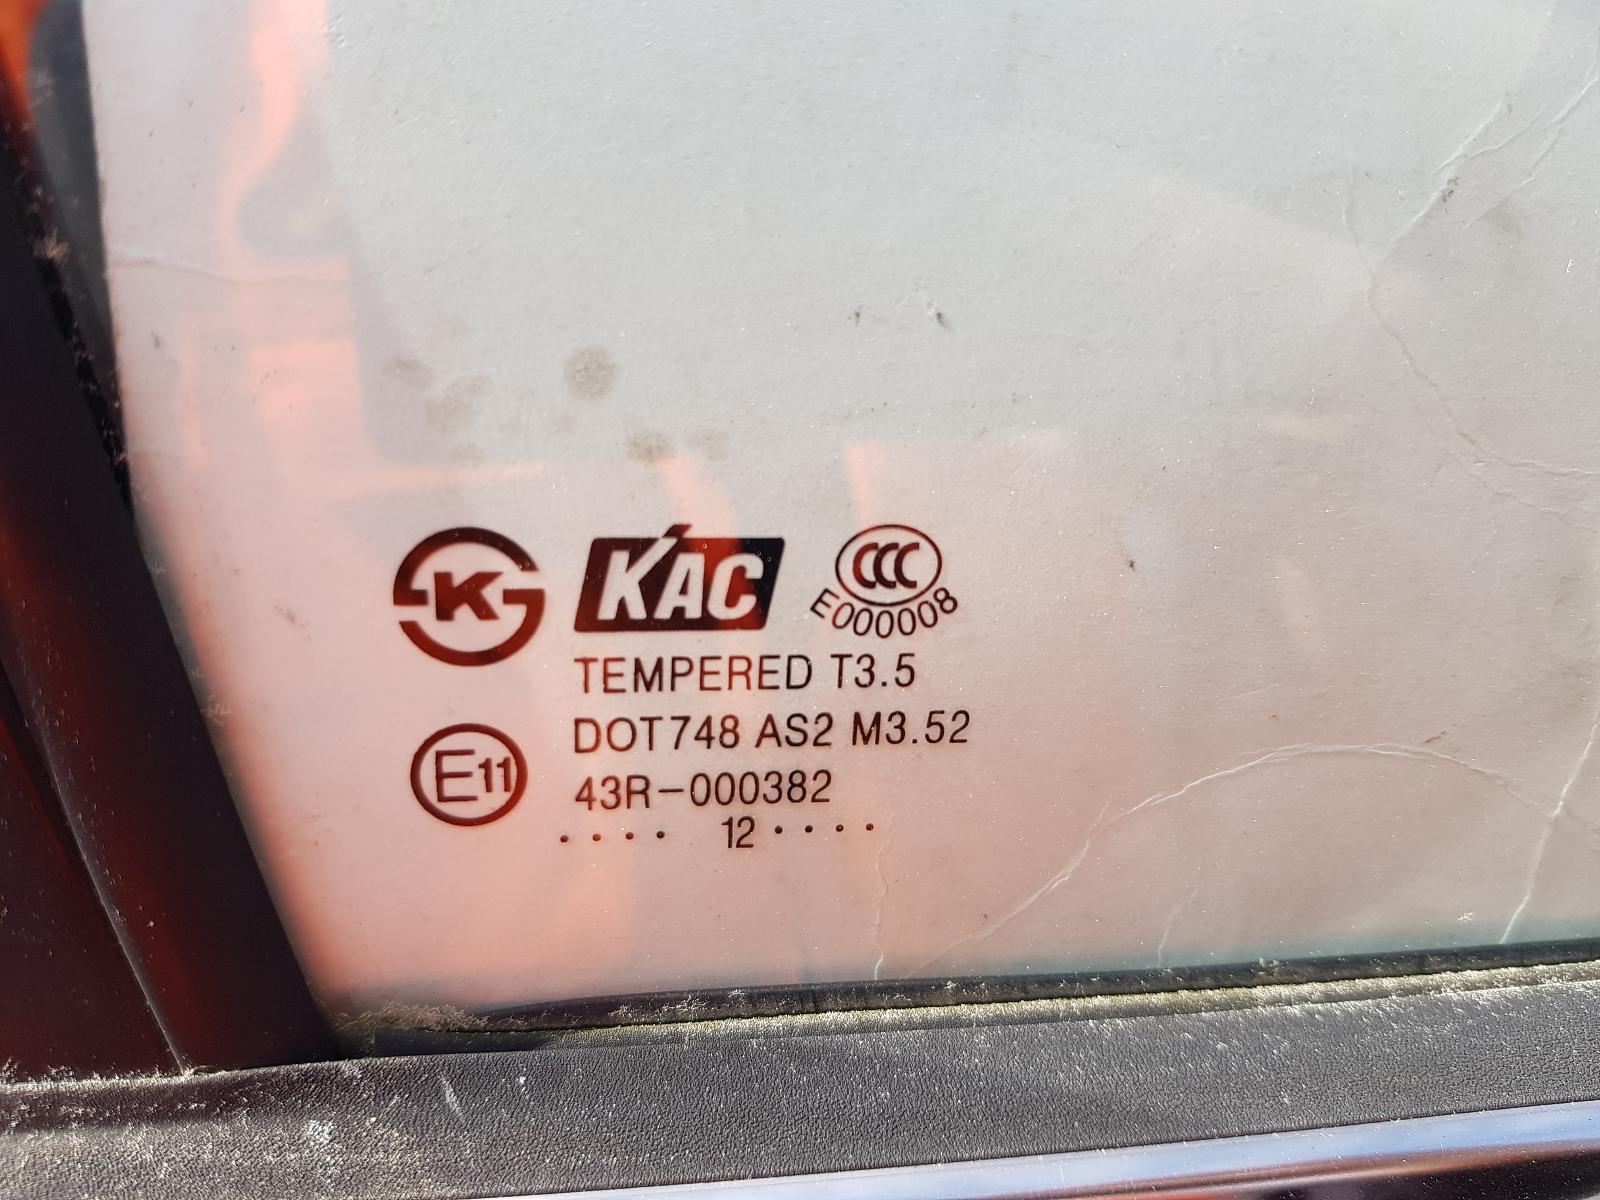 K KAC CCC
E000008
TEMPERED T3.5
DOT748 AS2 M3.52
E11 43R-000382
.... 12 ....